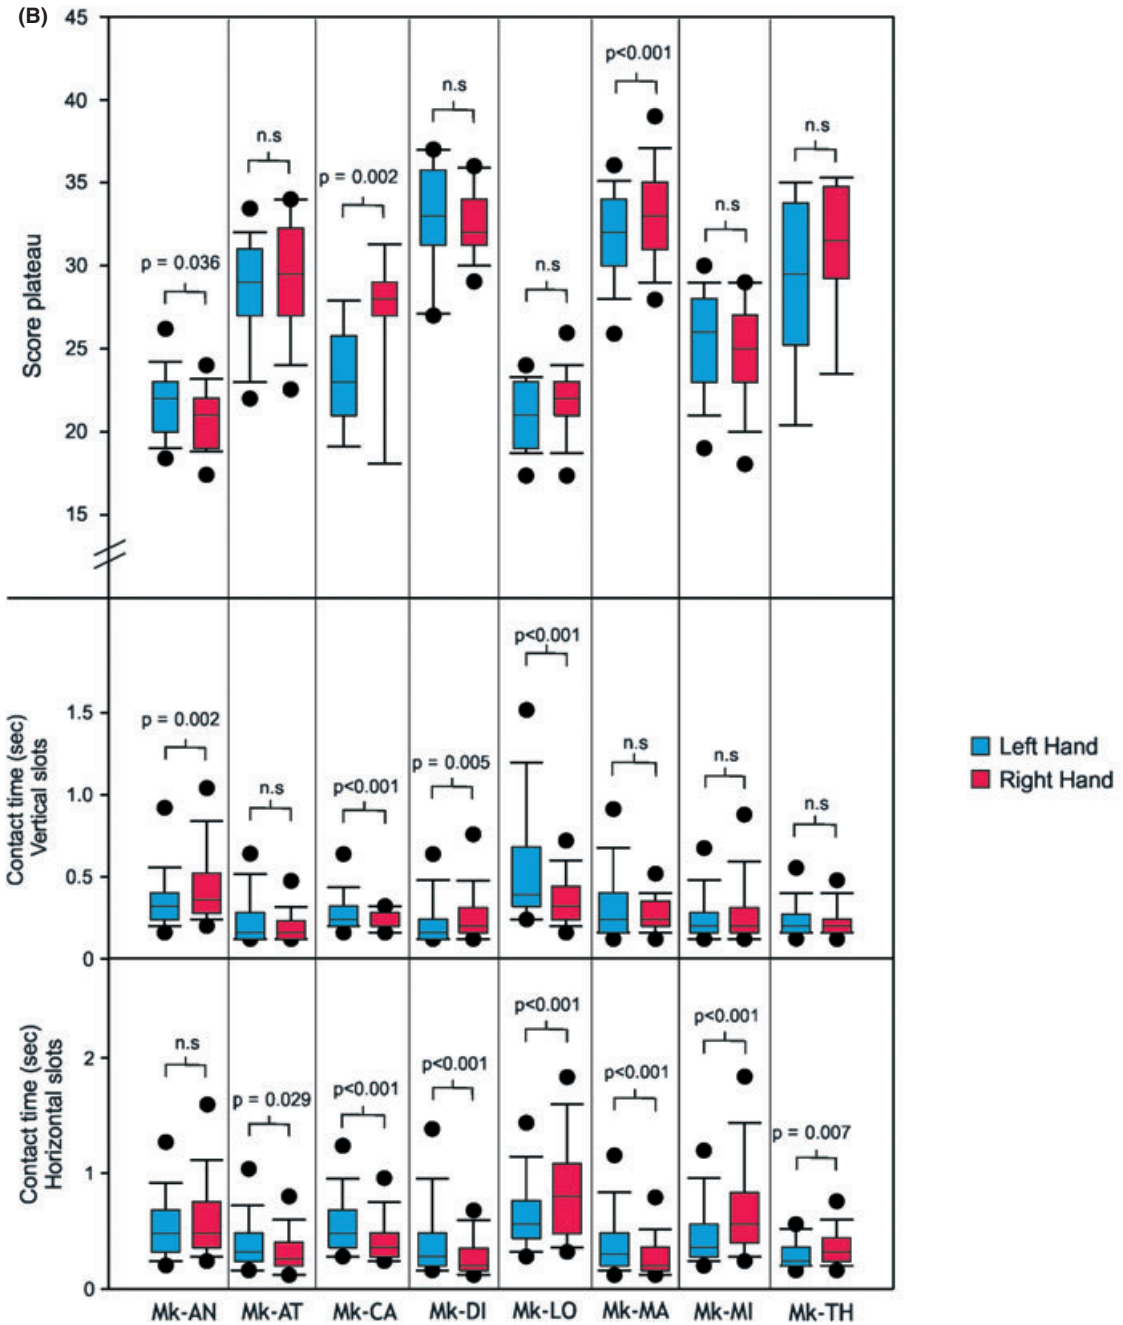 (B)
45
40
35
30
25
20
15
Score plateau
p = 0.036
n.s
p = 0.002
n.s
n.s
p<0.001
n.s
n.s
1.5
1.0
0.5
0
Contact time (sec)
Vertical slots
p = 0.002
n.s
p<0.001
p = 0.005
p<0.001
n.s
n.s
n.s
Left Hand
Right Hand
2
1
0
Contact time (sec)
Horizontal slots
n.s
p = 0.029
p<0.001
p<0.001
p<0.001
p<0.001
p<0.001
p = 0.007
Mk-AN Mk-AT Mk-CA Mk-DI Mk-LO Mk-MA Mk-MI Mk-TH